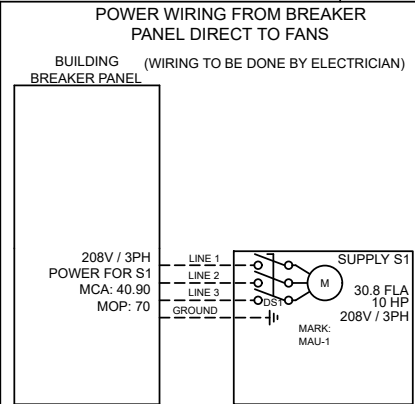 POWER WIRING FROM BREAKER
PANEL DIRECT TO FANS
(WIRING TO BE DONE BY ELECTRICIAN)
BUILDING
BREAKER PANEL
208V / 3PH
POWER FOR S1
MCA: 40.90
MOP: 70
LINE 1
LINE 2
LINE 3
GROUND
DS1
M
SUPPLY S1
30.8 FLA
10 HP
208V / 3PH
MARK:
MAU-1